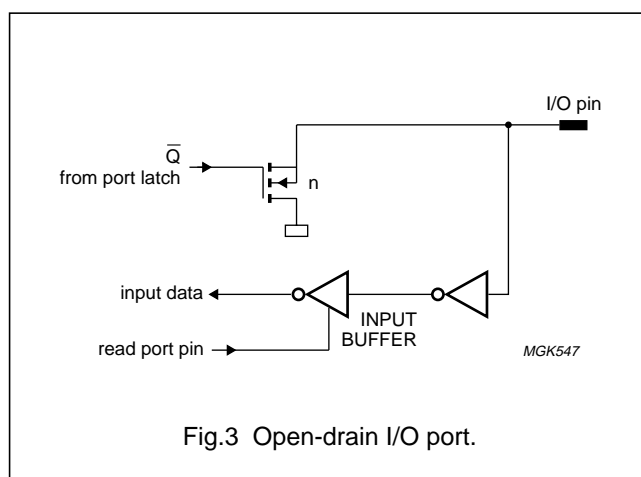 I/O pin
Q̅
from port latch
n
input data
INPUT
BUFFER
read port pin
MGK547
Fig.3 Open-drain I/O port.